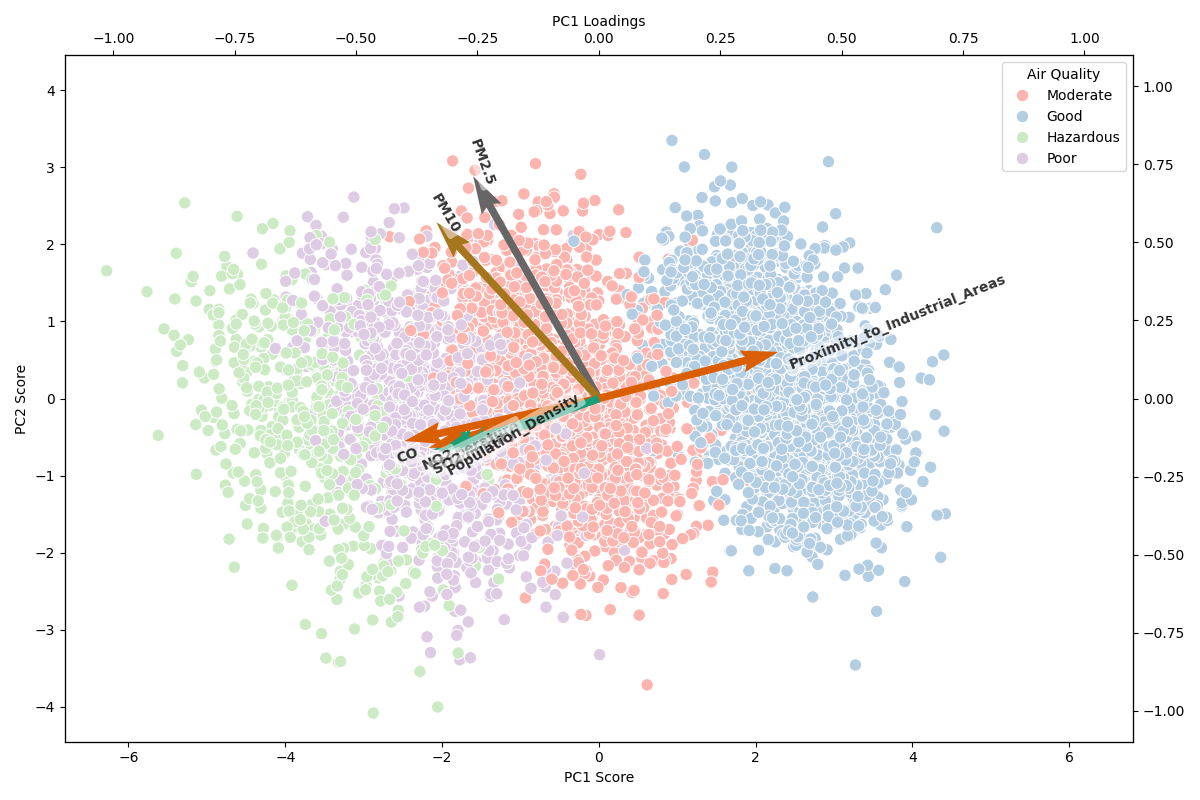 PC1 Loadings
−1.00 −0.75 −0.50 −0.25 0.00 0.25 0.50 0.75 1.00
Air Quality
Moderate
Good
Hazardous
Poor
4
3
2
1
0
−1
−2
−3
−4
PC2 Score
1.00
0.75
0.50
0.25
0.00
−0.25
−0.50
−0.75
−1.00
PM2.5
PM10
Proximity_to_Industrial_Areas
CO
NO2
SO2
Population_Density
−6 −4 −2 0 2 4 6
PC1 Score